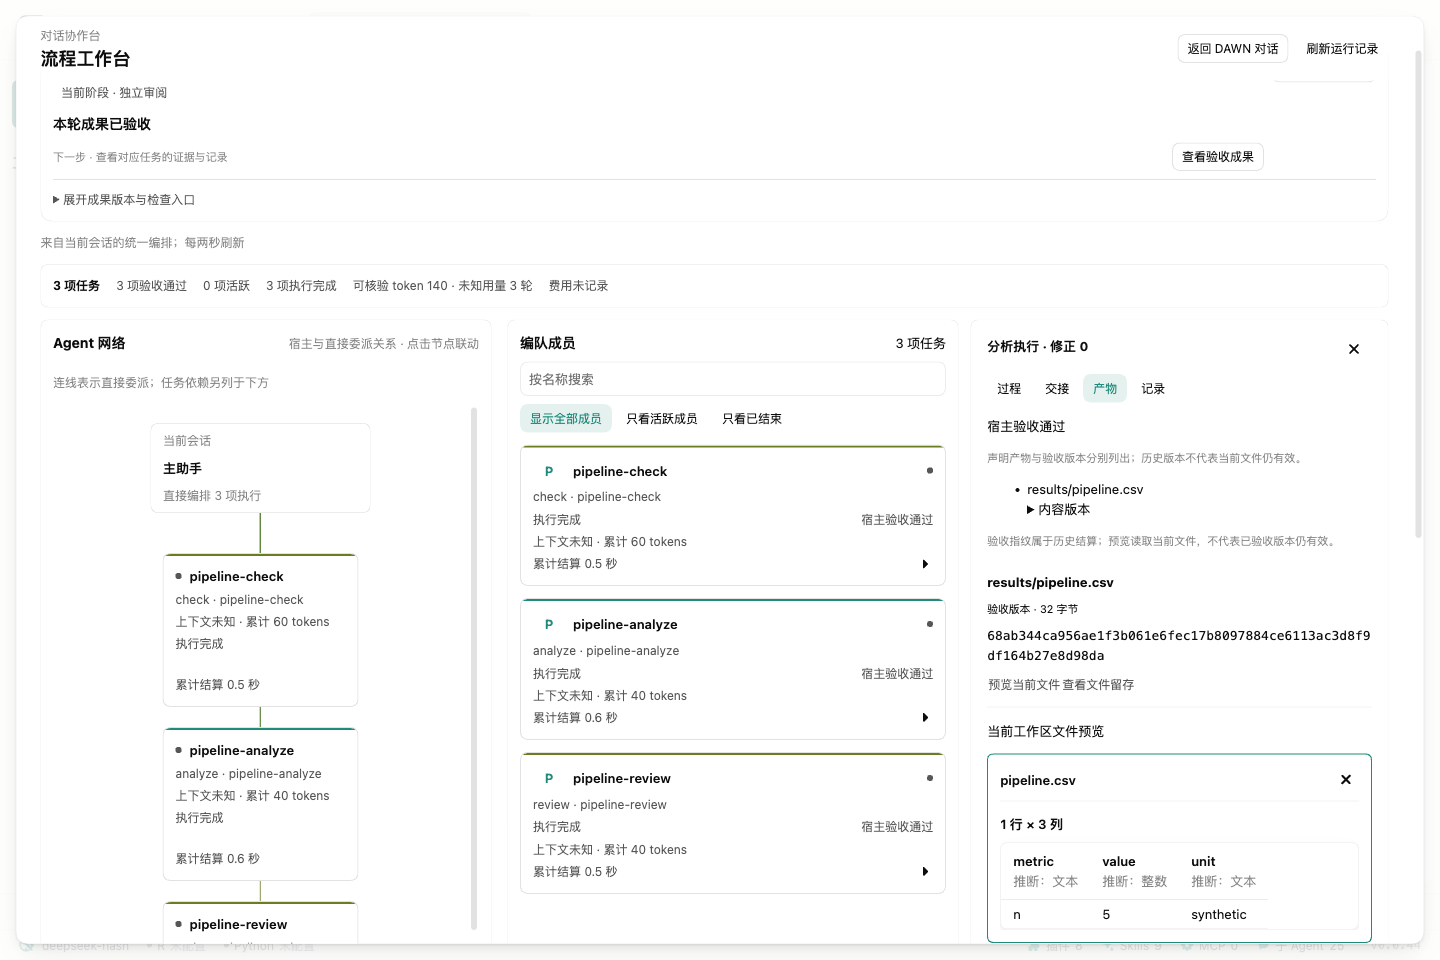 对话协作台
流程工作台
返回 DAWN 对话
刷新运行记录
当前阶段 · 独立审阅
本轮成果已验收
下一步 · 查看对应任务的证据与记录
查看验收成果
展开成果版本与检查入口
来自当前会话的统一编排；每两秒刷新
3 项任务 3 项验收通过 0 项活跃 3 项执行完成 可核验 token 140 · 未知用量 3 轮 费用未记录
Agent 网络
宿主与直接委派关系 · 点击节点联动
连线表示直接委派；任务依赖另列于下方
当前会话
主助手
直接编排 3 项执行
pipeline-check
check · pipeline-check
上下文未知 · 累计 60 tokens
执行完成
累计结算 0.5 秒
pipeline-analyze
analyze · pipeline-analyze
上下文未知 · 累计 40 tokens
执行完成
累计结算 0.6 秒
pipeline-review
编队成员
3 项任务
按名称搜索
显示全部成员 只看活跃成员 只看已结束
P pipeline-check
check · pipeline-check
执行完成 宿主验收通过
上下文未知 · 累计 60 tokens
累计结算 0.5 秒
P pipeline-analyze
analyze · pipeline-analyze
执行完成 宿主验收通过
上下文未知 · 累计 40 tokens
累计结算 0.6 秒
P pipeline-review
review · pipeline-review
执行完成 宿主验收通过
上下文未知 · 累计 40 tokens
累计结算 0.5 秒
分析执行 · 修正 0
过程 交接 产物 记录
宿主验收通过
声明产物与验收版本分别列出；历史版本不代表当前文件仍有效。
results/pipeline.csv
内容版本
验收指纹属于历史结算；预览读取当前文件，不代表已验收版本仍有效。
results/pipeline.csv
验收版本 · 32 字节
68ab344ca956ae1f3b061e6fec17b8097884ce6113ac3d8f9
df164b27e8d98da
预览当前文件 查看文件留存
当前工作区文件预览
pipeline.csv
1 行 × 3 列
metric value unit
推断：文本 推断：整数 推断：文本
n 5 synthetic